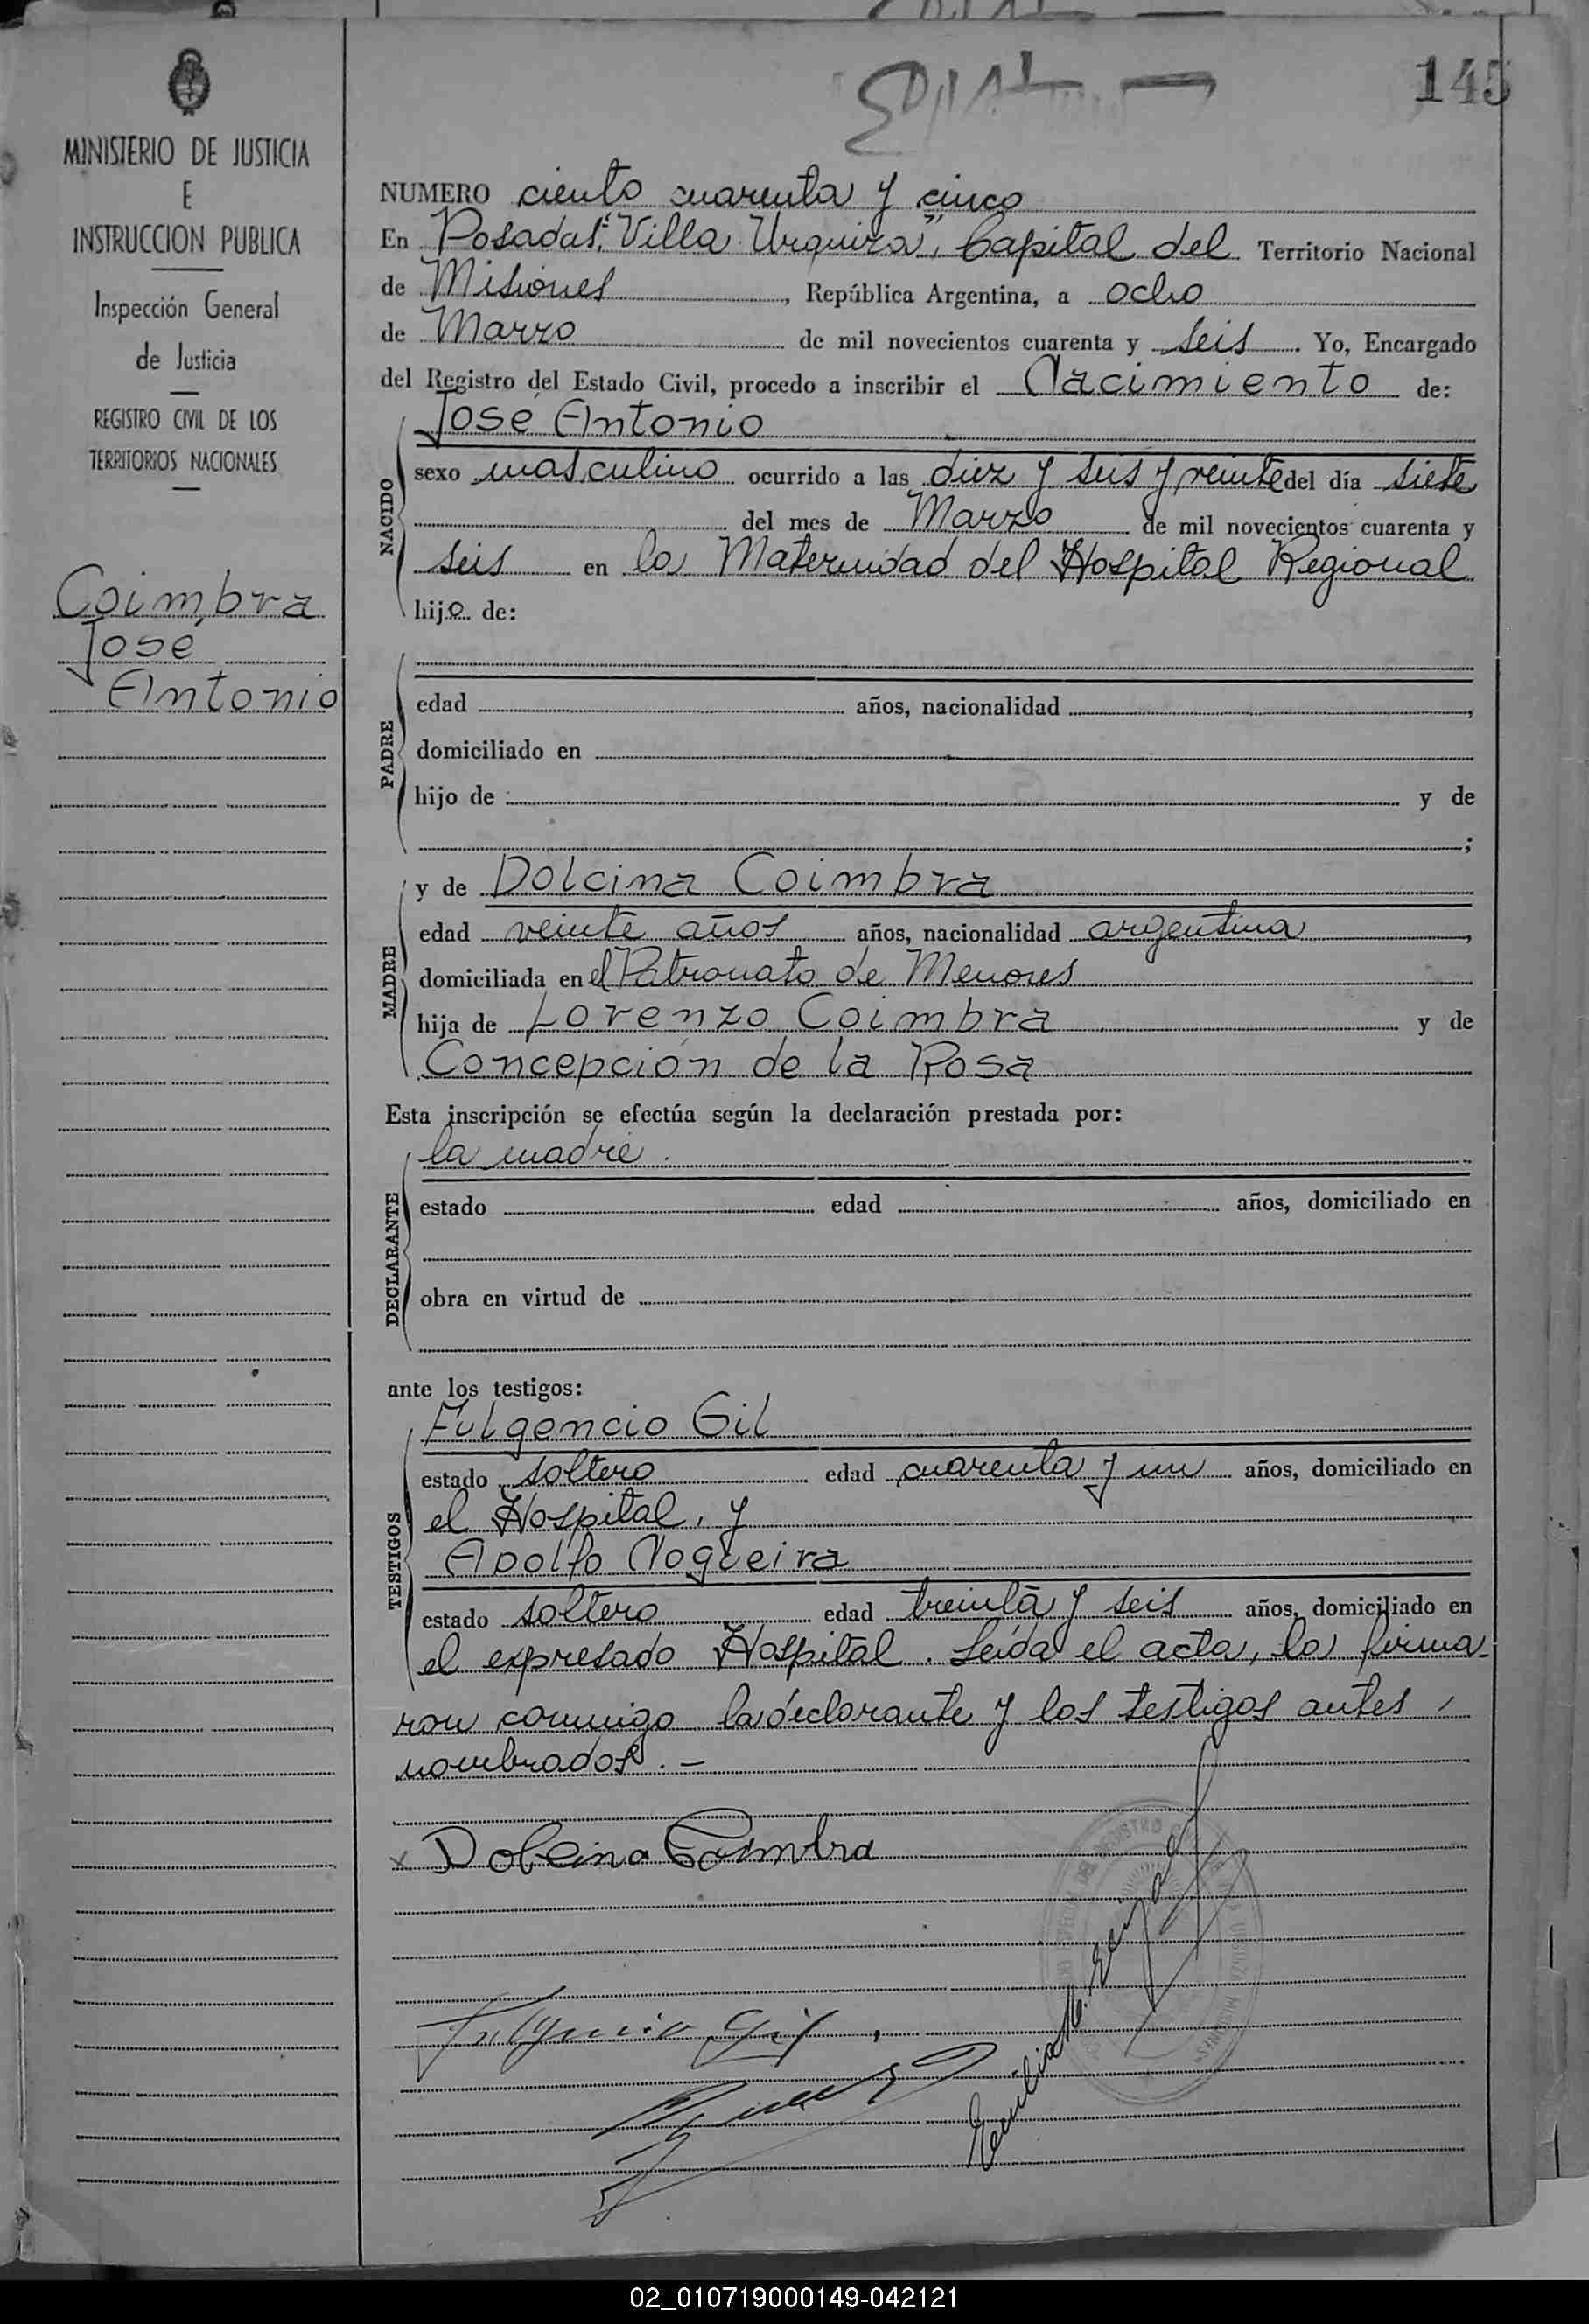 145
MINISTERIO DE JUSTICIA
E
INSTRUCCION PUBLICA
Inspección General
de Justicia
REGISTRO CIVIL DE LOS
TERRITORIOS NACIONALES
Coimbra
José
Antonio
NUMERO ciento cuarenta y cinco
En Posadas, "Villa Urquiza", Capital del Territorio Nacional
de Misiones, República Argentina, a ocho
de Marzo de mil novecientos cuarenta y seis. Yo, Encargado
del Registro del Estado Civil, procedo a inscribir el Nacimiento de:
NACIDO
José Antonio
sexo masculino ocurrido a las diez y seis y veinte del día siete
del mes de Marzo de mil novecientos cuarenta y
seis en la Maternidad del Hospital Regional
hijo de:
PADRE
edad años, nacionalidad ,
domiciliado en
hijo de y de
;
MADRE
y de Dolcina Coimbra
edad veinte años años, nacionalidad argentina,
domiciliada en el Patronato de Menores
hija de Lorenzo Coimbra y de
Concepción de la Rosa
Esta inscripción se efectúa según la declaración prestada por:
DECLARANTE
la madre.
estado edad años, domiciliado en
obra en virtud de
ante los testigos:
TESTIGOS
Fulgencio Gil
estado soltero edad cuarenta y un años, domiciliado en
el Hospital, y
Adolfo Nogueira
estado soltero edad treinta y seis años, domiciliado en
el expresado Hospital. Leída el acta, la firma-
ron conmigo la declarante y los testigos antes
nombrados. -
x Dolcina Coimbra
Fulgencio Gil
02_010719000149-042121